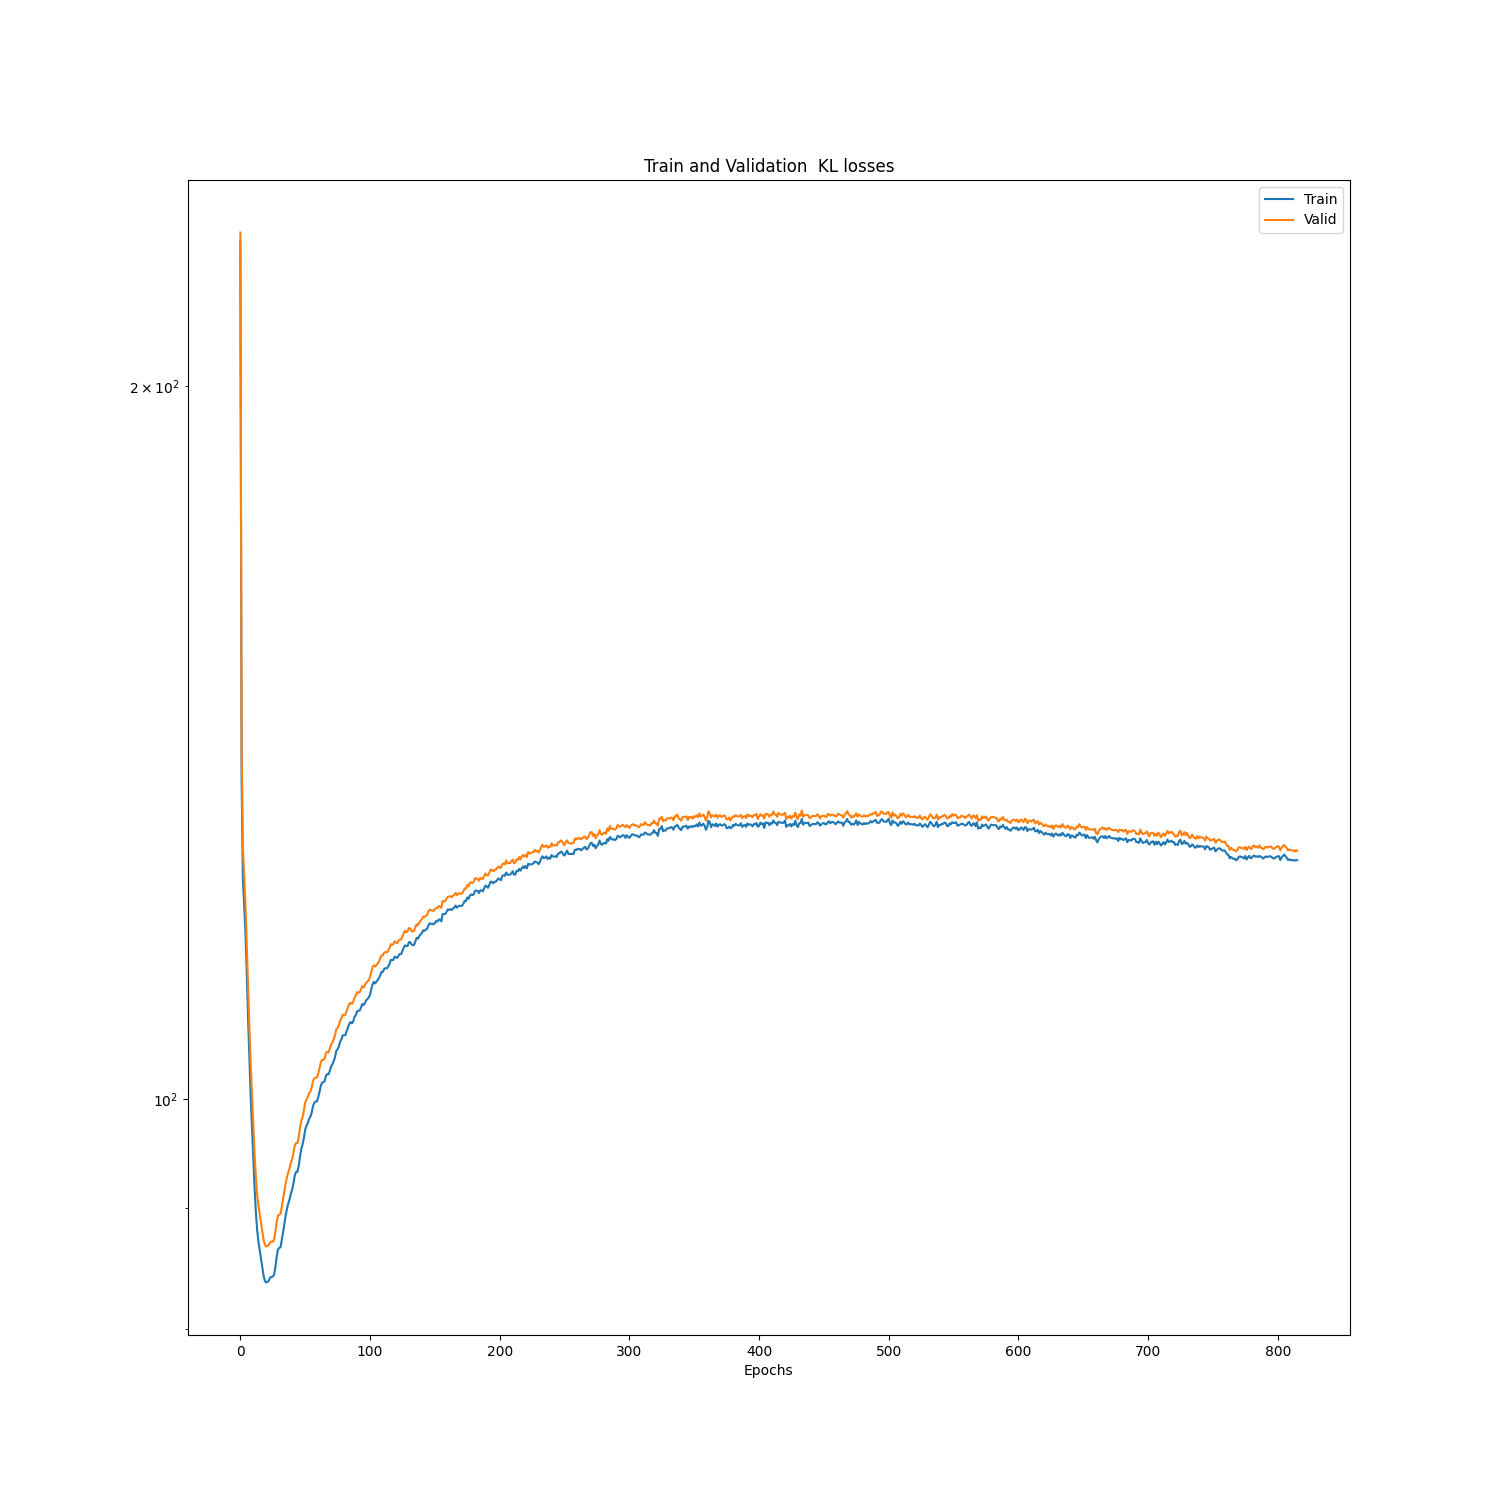 Train and Validation  KL losses
Train
Valid
2 × 10²
10²
0 100 200 300 400 500 600 700 800
Epochs